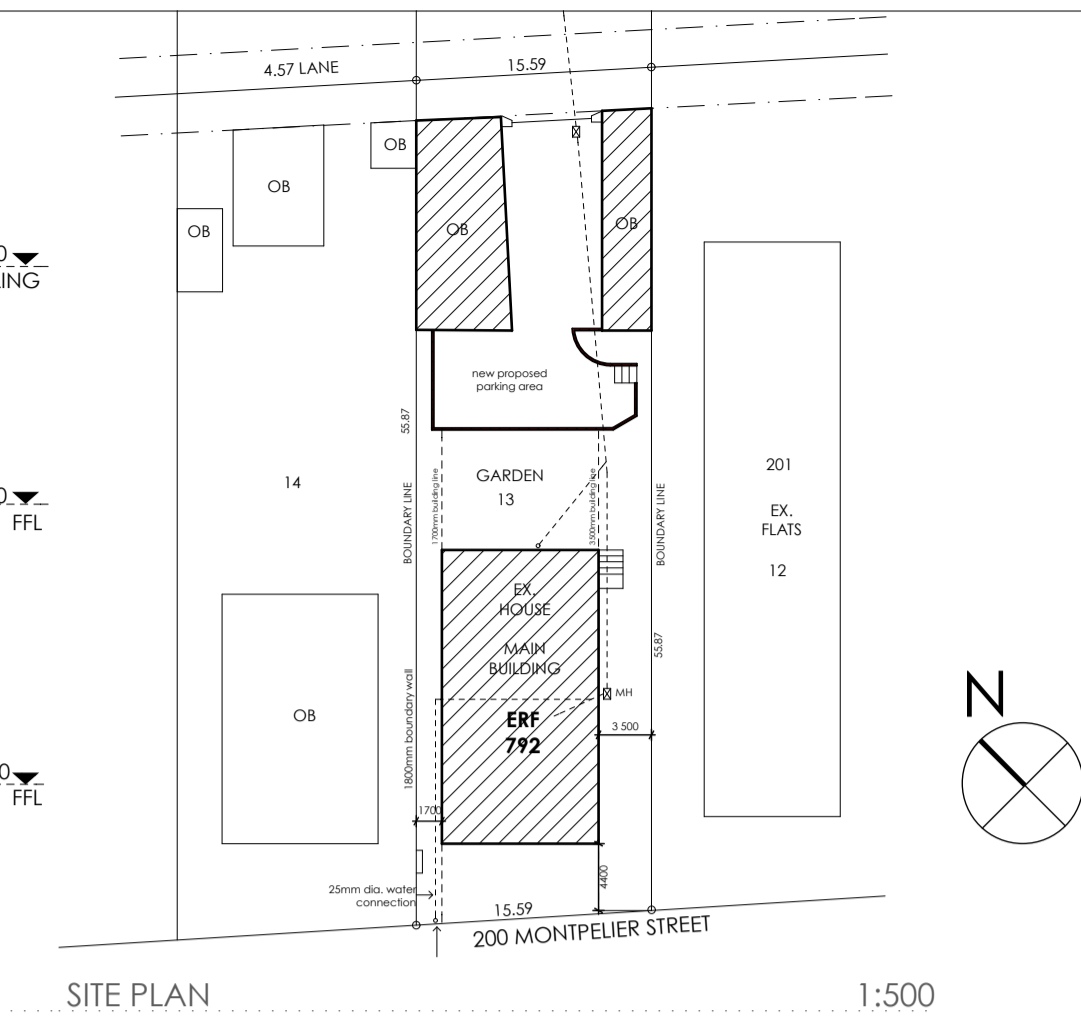 4.57 LANE
15.59
OB
OB
OB
OB
OB
0
FFL
new proposed
parking area
55.87
14
GARDEN
13
1700mm building line
3500mm building line
BOUNDARY LINE
BOUNDARY LINE
201
EX.
FLATS
12
0
EX.
HOUSE
MAIN
BUILDING
55.87
1800mm boundary wall
MH
N
OB
ERF
792
3 500
0
FFL
1700
4400
25mm dia. water
connection
15.59
200 MONTPELIER STREET
SITE PLAN
1:500